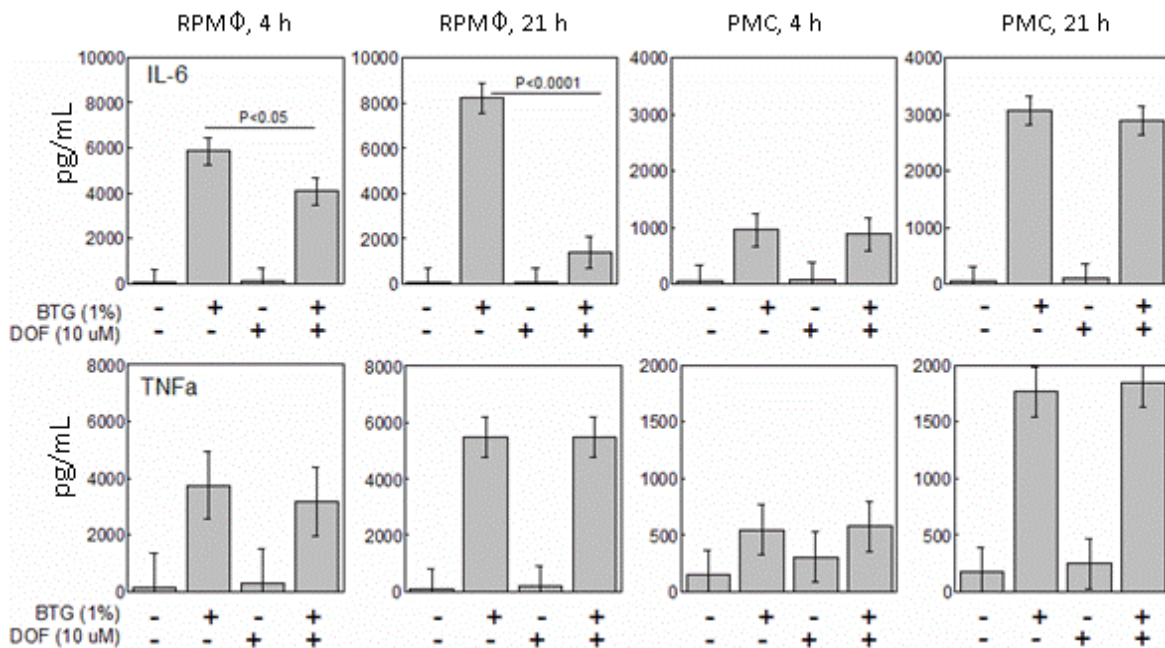 RPMΦ, 4 h RPMΦ, 21 h PMC, 4 h PMC, 21 h
10000 10000 4000 4000
IL-6 P<0.0001
8000 8000 3000 3000
P<0.05
6000 6000
pg/mL 2000 2000
4000 4000
1000 1000
2000 2000
0 0 0 0
BTG (1%) - + - + - + - + - + - + - + - +
DOF (10 uM) - - + + - - + + - - + + - - + +
8000 8000 2000 2000
TNFa
6000 6000 1500 1500
pg/mL 4000 4000 1000 1000
2000 2000 500 500
0 0 0 0
BTG (1%) - + - + - + - + - + - + - + - +
DOF (10 uM) - - + + - - + + - - + + - - + +